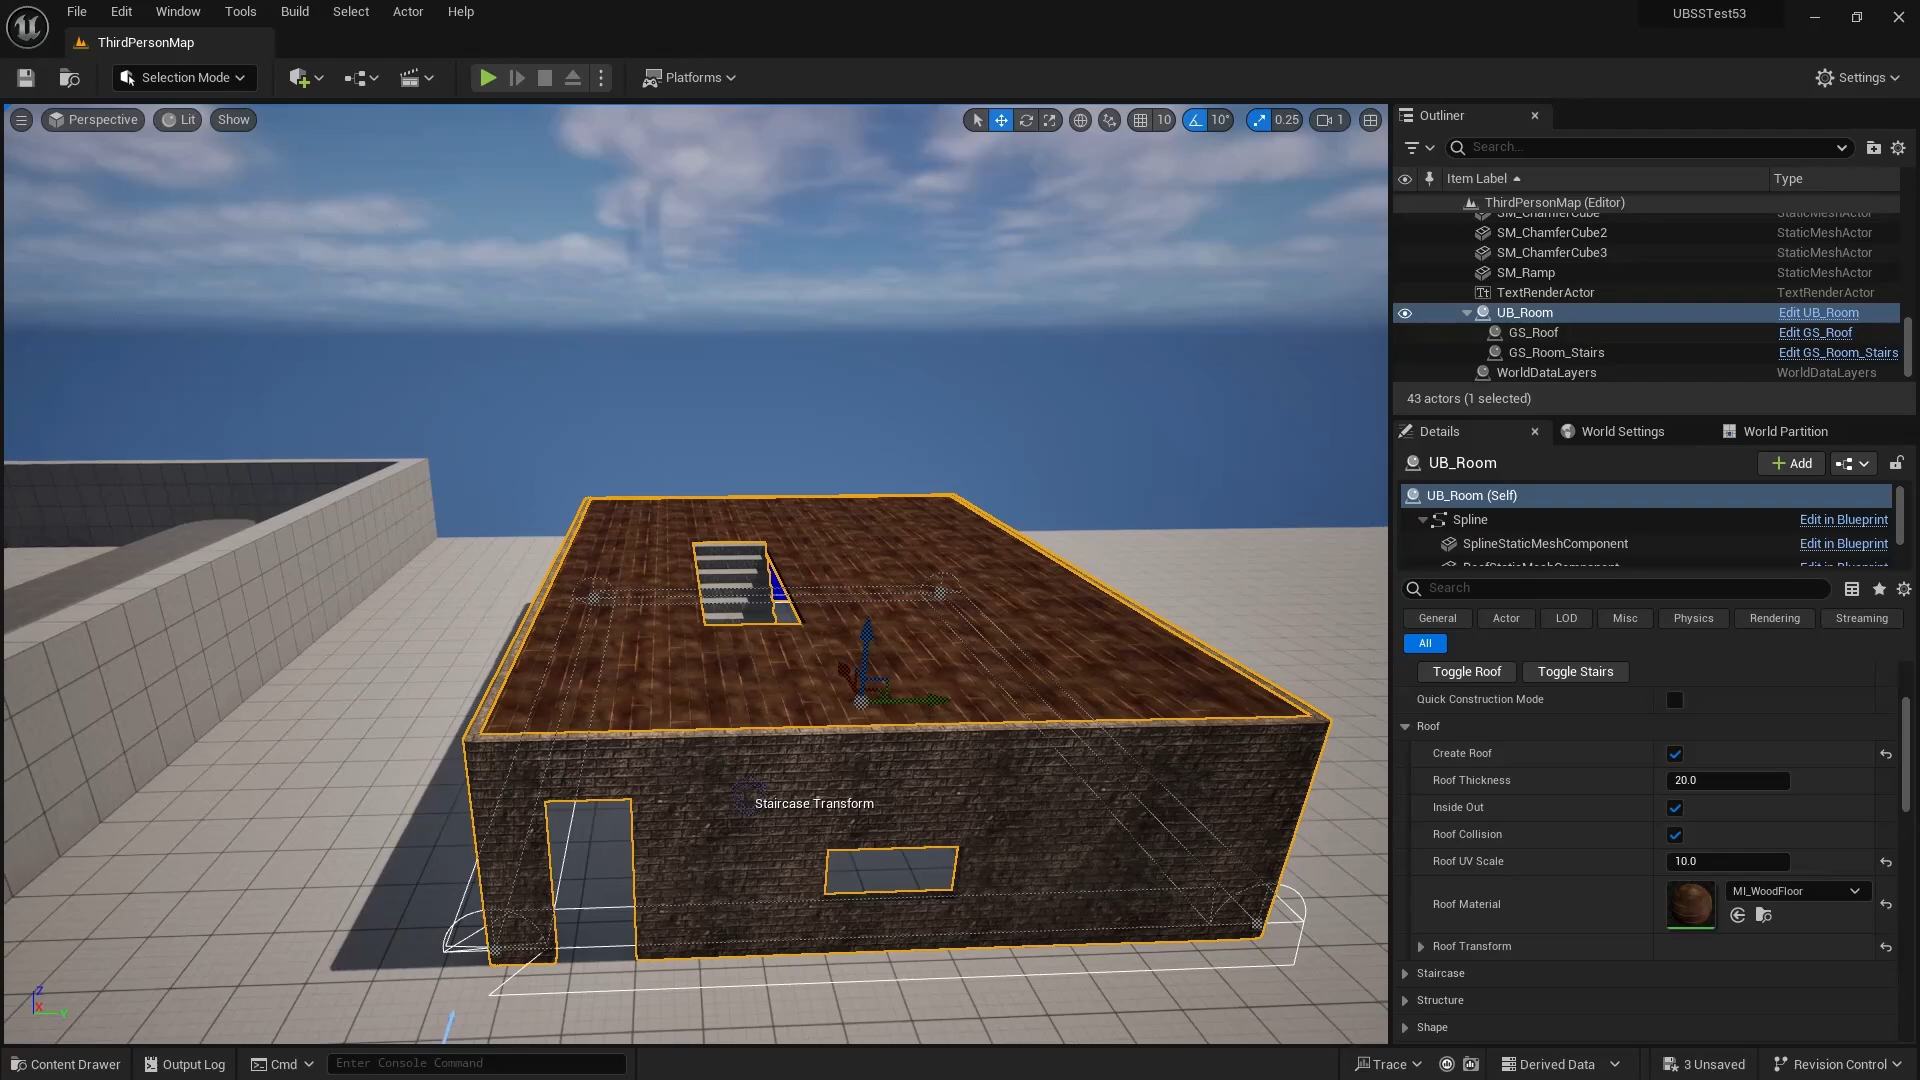 File Edit Window Tools Build Select Actor Help
UBSSTest53
ThirdPersonMap
Selection Mode
Platforms
Settings
Perspective
Lit
Show
10
10°
0.25
1
Outliner
Search...
Item Label
Type
ThirdPersonMap (Editor)
SM_ChamferCube StaticMeshActor
SM_ChamferCube2 StaticMeshActor
SM_ChamferCube3 StaticMeshActor
SM_Ramp StaticMeshActor
TextRenderActor TextRenderActor
UB_Room Edit UB_Room
GS_Roof Edit GS_Roof
GS_Room_Stairs Edit GS_Room_Stairs
WorldDataLayers WorldDataLayers
43 actors (1 selected)
Details
World Settings
World Partition
UB_Room
Add
UB_Room (Self)
Spline Edit in Blueprint
SplineStaticMeshComponent Edit in Blueprint
RoofStaticMeshComponent Edit in Blueprint
Search
General Actor LOD Misc Physics Rendering Streaming
All
Toggle Roof Toggle Stairs
Quick Construction Mode
Roof
Create Roof
Roof Thickness 20.0
Inside Out
Roof Collision
Roof UV Scale 10.0
Roof Material MI_WoodFloor
Roof Transform
Staircase
Structure
Shape
Staircase Transform
Z
X
Y
Content Drawer
Output Log
Cmd
Enter Console Command
Trace
Derived Data
3 Unsaved
Revision Control